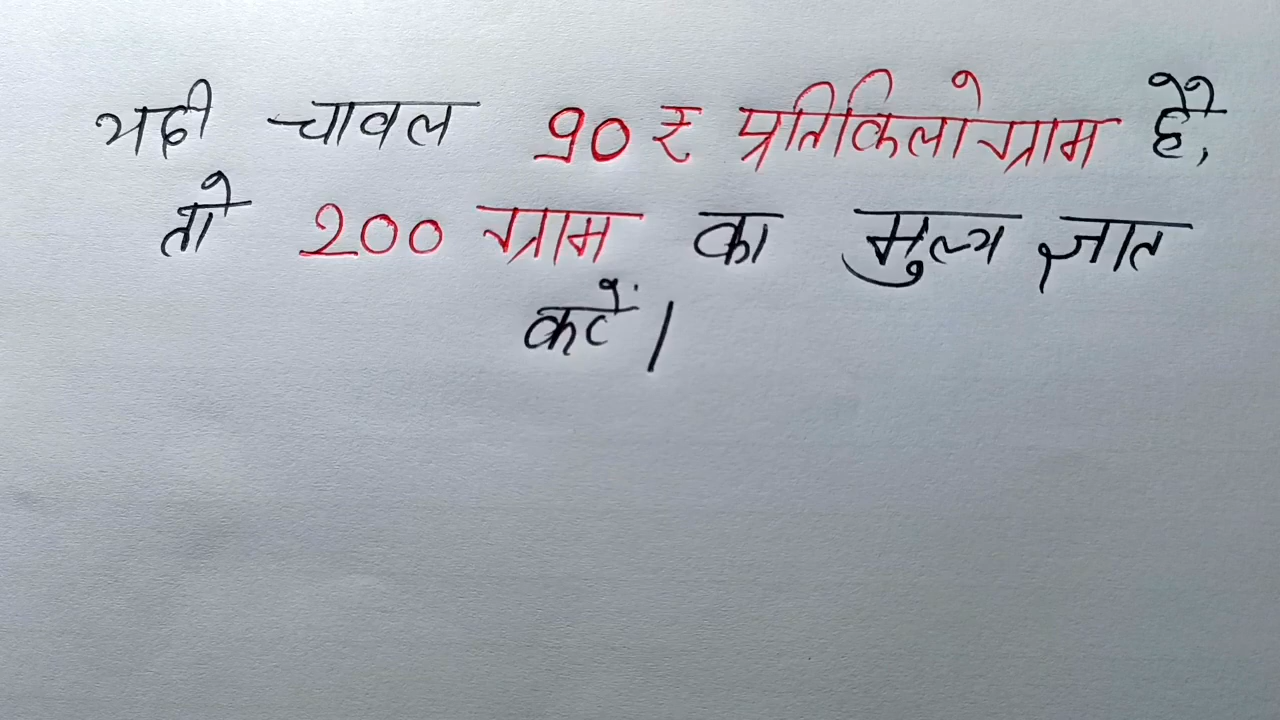 यदी चावल 90 ₹ प्रतिकिलोग्राम है,
तो 200 ग्राम का मुल्य ज्ञात
करें।